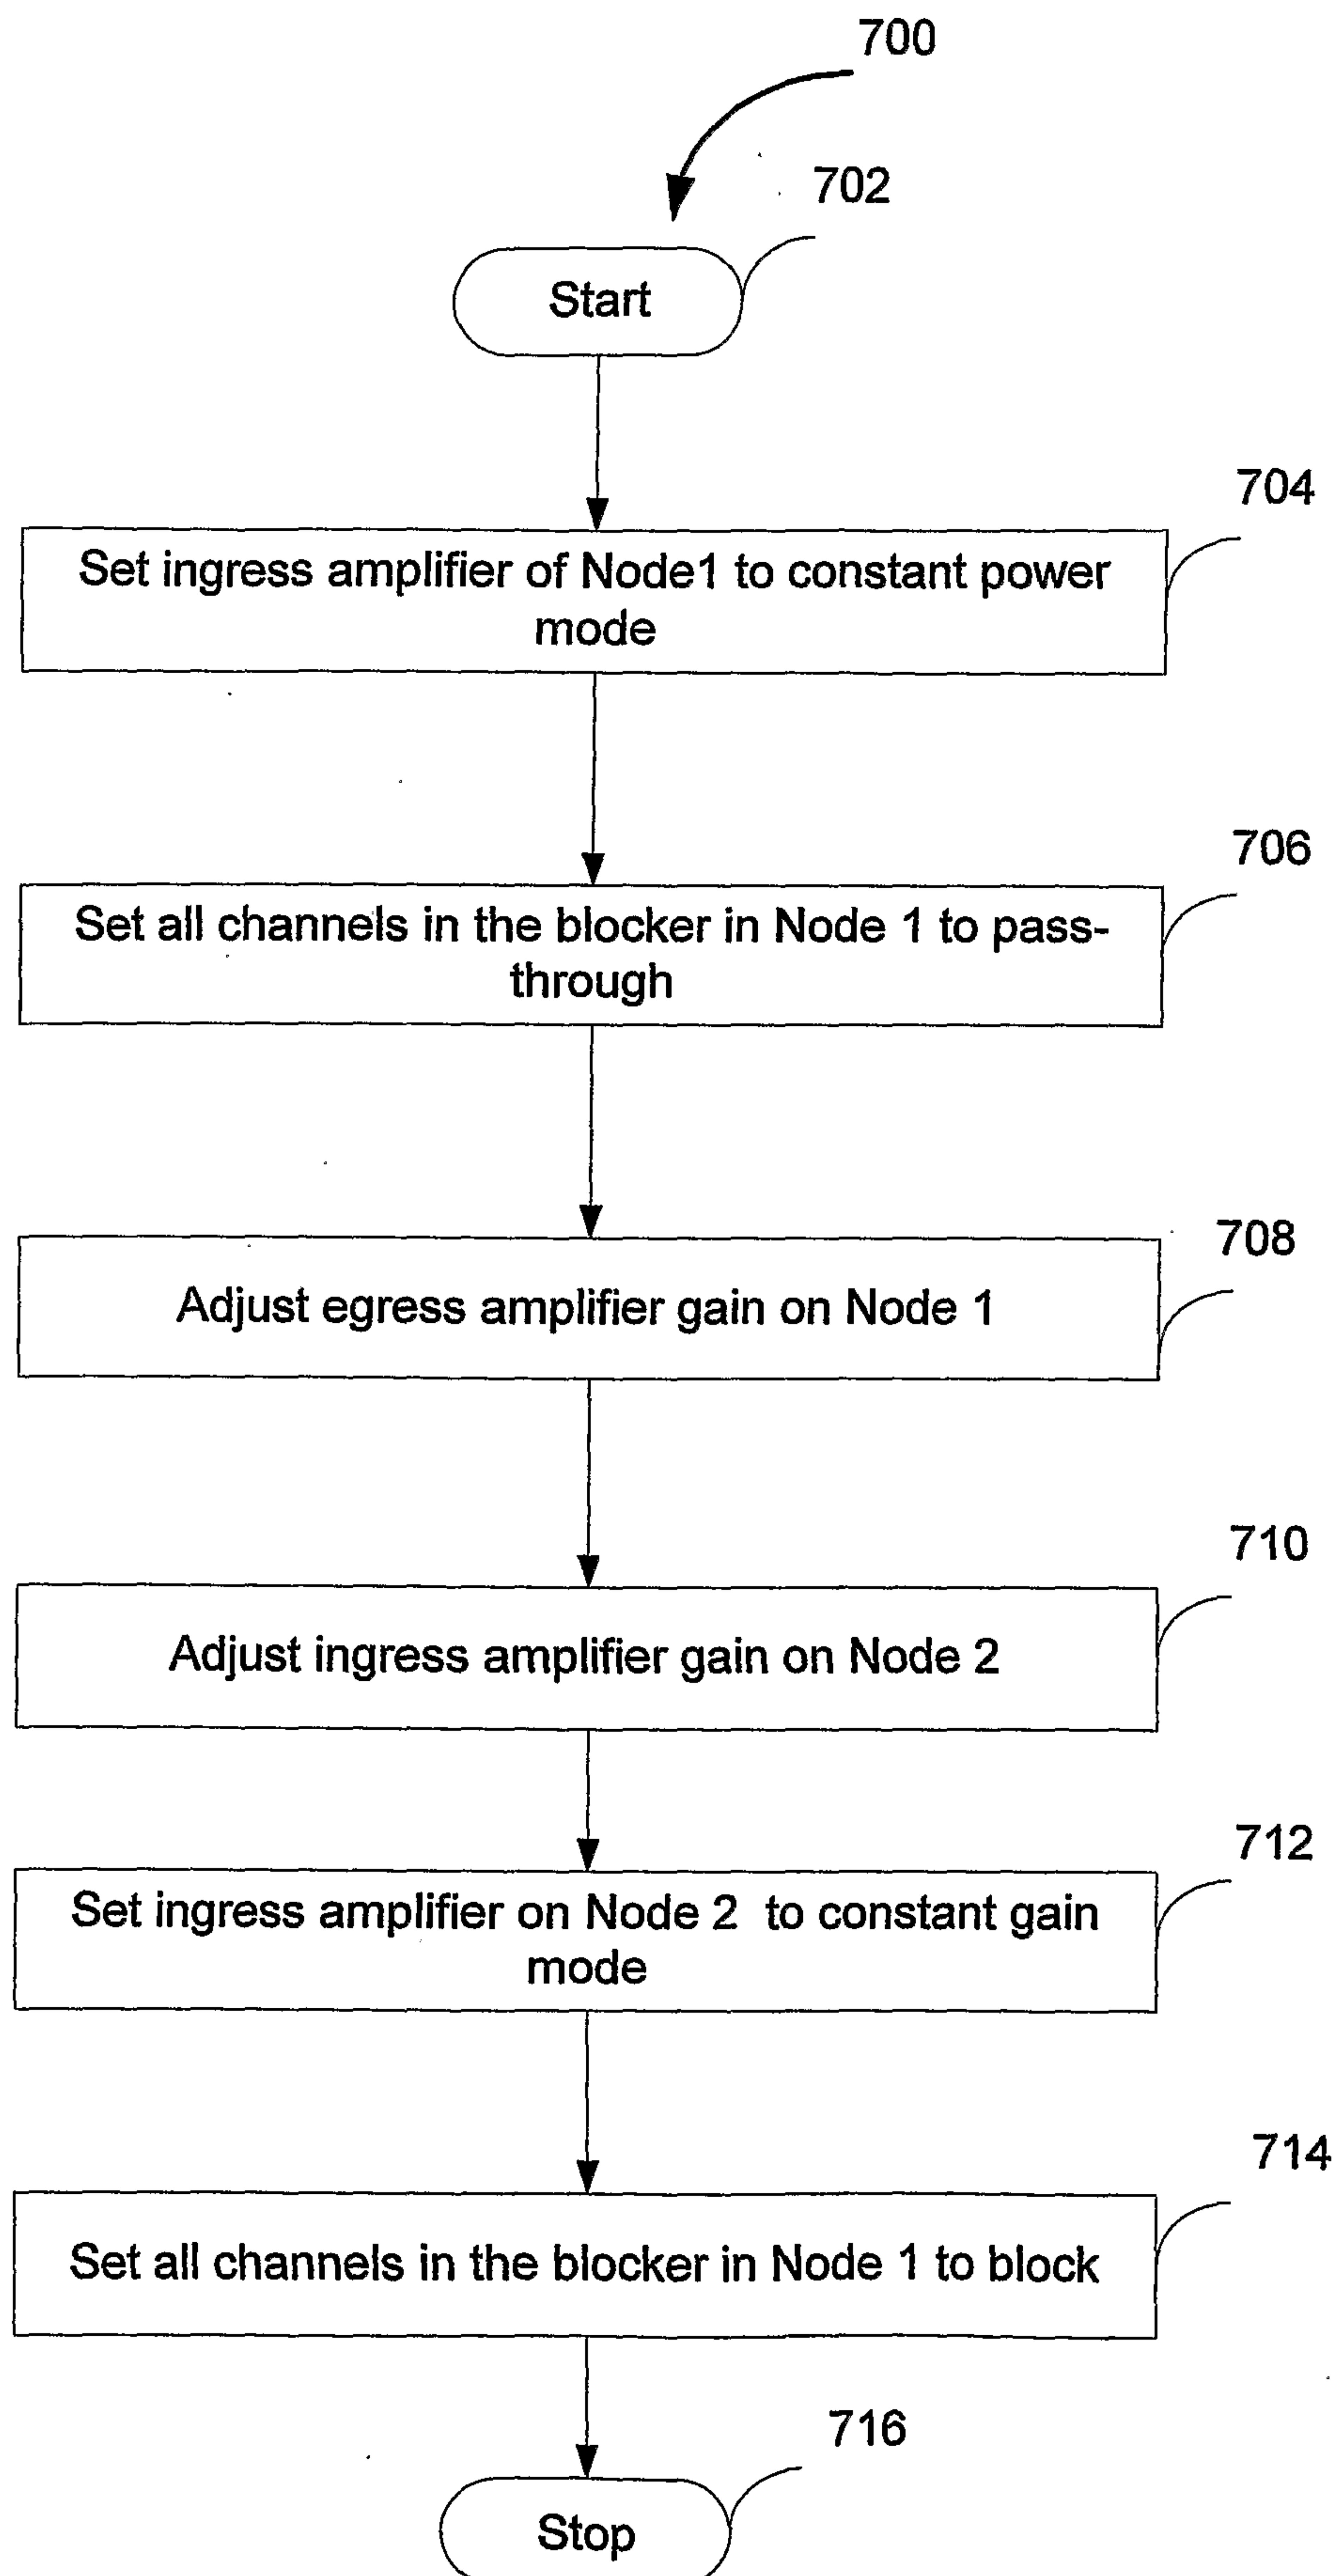 700
702
Start
704
Set ingress amplifier of Node1 to constant power
mode
706
Set all channels in the blocker in Node 1 to pass-
through
708
Adjust egress amplifier gain on Node 1
710
Adjust ingress amplifier gain on Node 2
712
Set ingress amplifier on Node 2 to constant gain
mode
714
Set all channels in the blocker in Node 1 to block
716
Stop